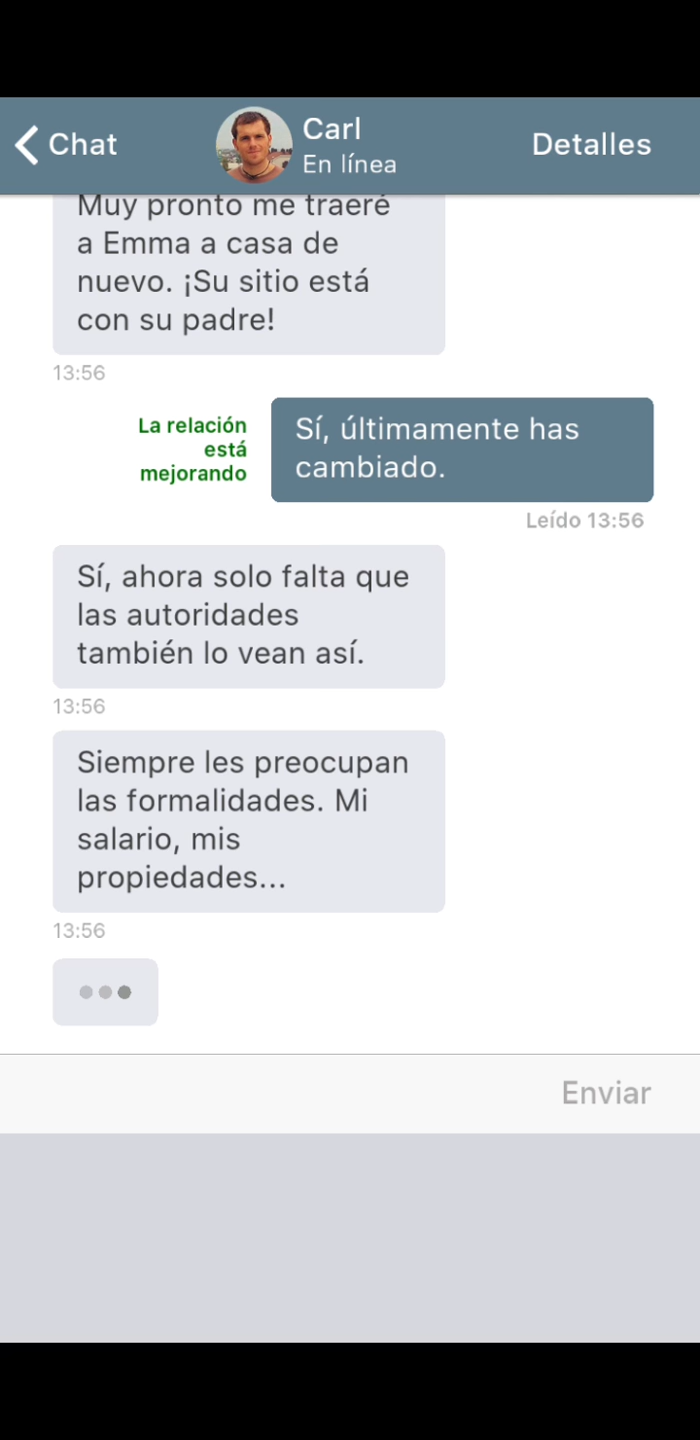 Chat
Carl
En línea
Detalles
Muy pronto me traeré
a Emma a casa de
nuevo. ¡Su sitio está
con su padre!
13:56
La relación
está
mejorando
Sí, últimamente has
cambiado.
Leído 13:56
Sí, ahora solo falta que
las autoridades
también lo vean así.
13:56
Siempre les preocupan
las formalidades. Mi
salario, mis
propiedades...
13:56
Enviar